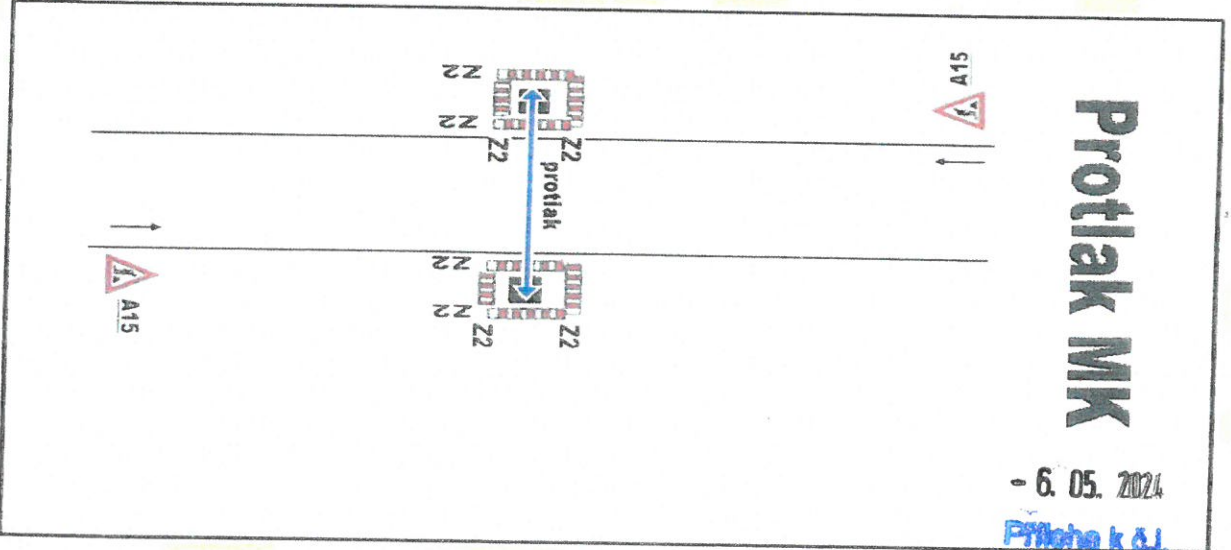 Protlak MK
A15
Z2
Z2
Z2
Z2
protlak
Z2
Z2
Z2
Z2
A15
- 6. 05. 2024
Příloha k č.j.